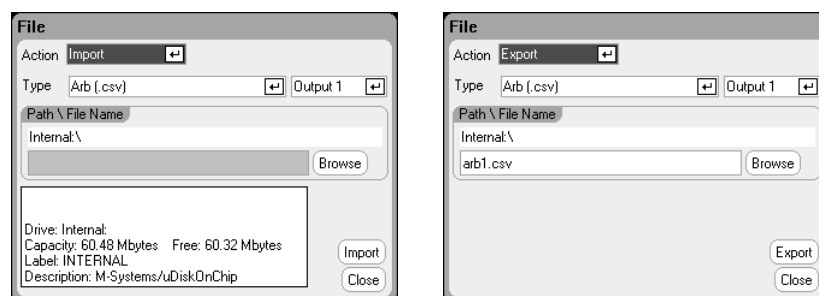 File
Action Import
Type Arb (.csv) Output 1
Path \ File Name
Internal:\
Browse
Drive: Internal:
Capacity: 60.48 Mbytes Free: 60.32 Mbytes
Label: INTERNAL
Description: M-Systems/uDiskOnChip
Import
Close
File
Action Export
Type Arb (.csv) Output 1
Path \ File Name
Internal:\
arb1.csv Browse
Export
Close